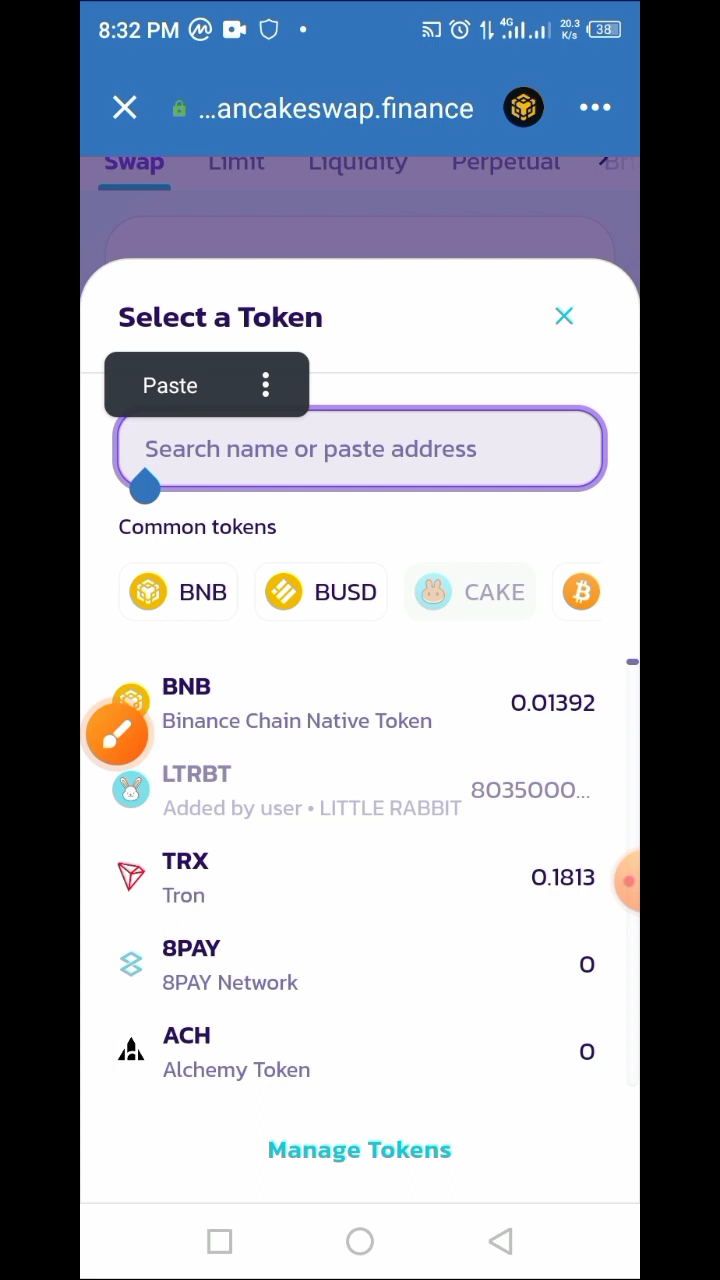 8:32 PM 4G 20.3 K/s 38
...ancakeswap.finance
Swap Limit Liquidity Perpetual Bri
Select a Token
Paste
Search name or paste address
Common tokens
BNB BUSD CAKE
BNB
Binance Chain Native Token 0.01392
LTRBT
Added by user • LITTLE RABBIT 8035000...
TRX
Tron 0.1813
8PAY
8PAY Network 0
ACH
Alchemy Token 0
Manage Tokens